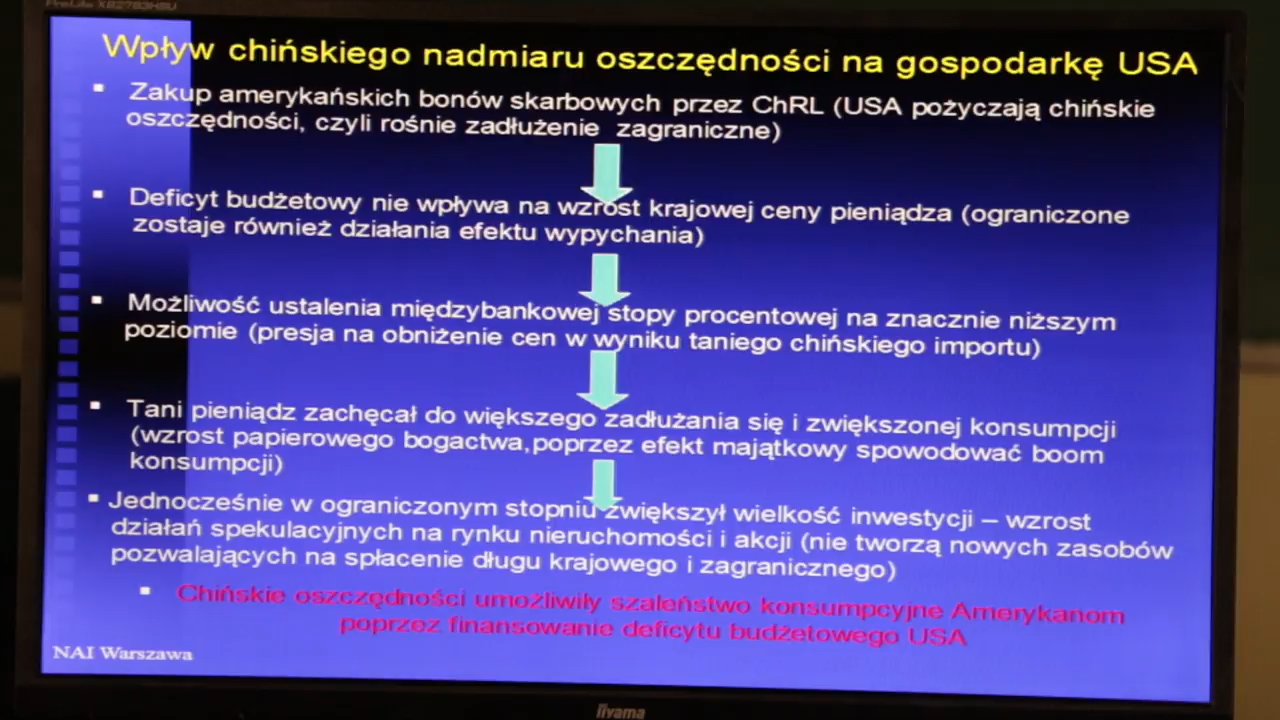 ProLite XB2783HSU
Wpływ chińskiego nadmiaru oszczędności na gospodarkę USA
Zakup amerykańskich bonów skarbowych przez ChRL (USA pożyczają chińskie
oszczędności, czyli rośnie zadłużenie zagraniczne)
Deficyt budżetowy nie wpływa na wzrost krajowej ceny pieniądza (ograniczone
zostaje również działania efektu wypychania)
Możliwość ustalenia międzybankowej stopy procentowej na znacznie niższym
poziomie (presja na obniżenie cen w wyniku taniego chińskiego importu)
Tani pieniądz zachęcał do większego zadłużania się i zwiększonej konsumpcji
(wzrost papierowego bogactwa,poprzez efekt majątkowy spowodować boom
konsumpcji)
Jednocześnie w ograniczonym stopniu zwiększył wielkość inwestycji – wzrost
działań spekulacyjnych na rynku nieruchomości i akcji (nie tworzą nowych zasobów
pozwalających na spłacenie długu krajowego i zagranicznego)
Chińskie oszczędności umożliwiły szaleństwo konsumpcyjne Amerykanom
poprzez finansowanie deficytu budżetowego USA
NAI Warszawa
iiyama